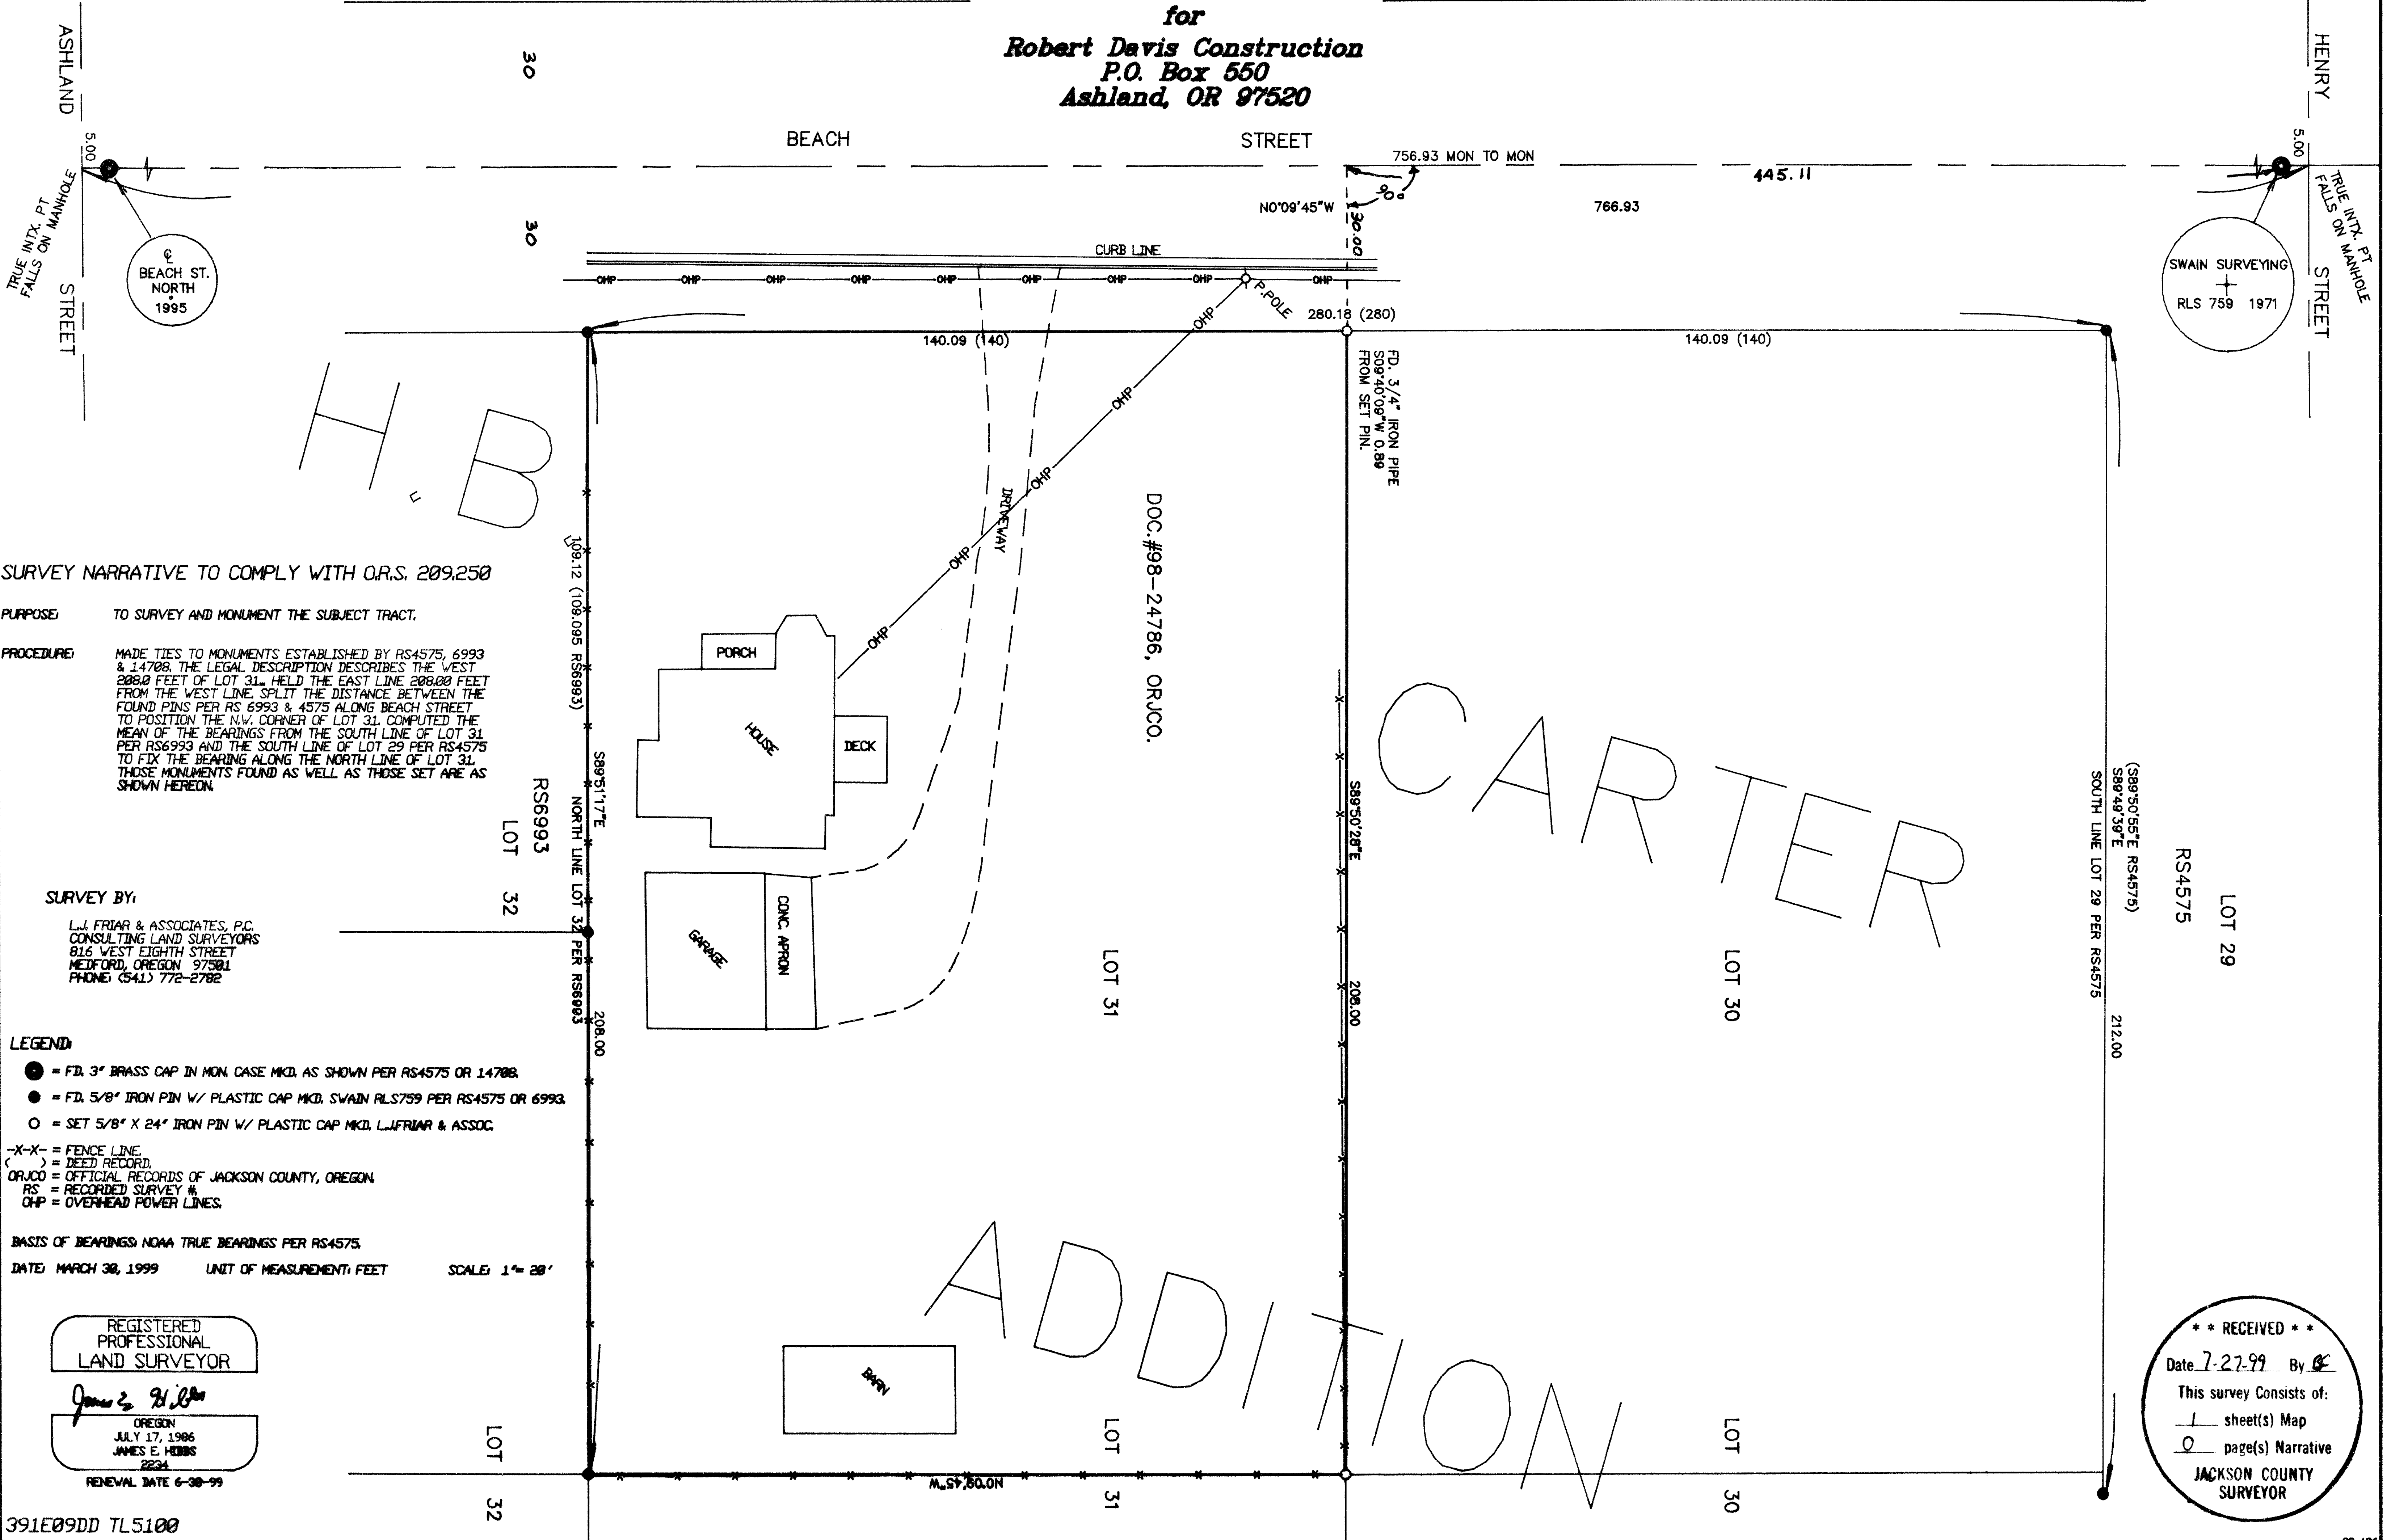 for
Robert Davis Construction
P.O. Box 550
Ashland, OR 97520
ASHLAND
STREET
30
30
HENRY
STREET
BEACH STREET
5.00
5.00
756.93 MON TO MON
445.11
766.93
90°
N0°09'45"W
30.00
TRUE INTX. PT
FALLS ON MANHOLE
TRUE INTX. PT
FALLS ON MANHOLE
℄
BEACH ST.
NORTH
1995
SWAIN SURVEYING
RLS 759 1971
CURB LINE
OHP OHP OHP OHP OHP OHP OHP OHP
P.POLE
280.18 (280)
140.09 (140)
140.09 (140)
OHP
OHP
OHP
OHP
OHP
FD. 3/4" IRON PIPE
S09°40'09"W 0.89
FROM SET PIN.
H.B. CARTER ADDITION
DRIVEWAY
DOC.#98-24786, ORJCO.
109.12 (109.095 RS6993)
S89°51'17"E
208.00
NORTH LINE LOT 32 PER RS6993
RS6993
LOT 32
PORCH
HOUSE
DECK
GARAGE
CONC. APRON
S89°50'28"E
208.00
LOT 31
LOT 30
(S89°50'55"E RS4575)
S89°49'39"E
212.00
SOUTH LINE LOT 29 PER RS4575
RS4575
LOT 29
BARN
N0°09'45"W
LOT 32
LOT 31
LOT 30
SURVEY NARRATIVE TO COMPLY WITH O.R.S. 209.250
PURPOSE: TO SURVEY AND MONUMENT THE SUBJECT TRACT.
PROCEDURE: MADE TIES TO MONUMENTS ESTABLISHED BY RS4575, 6993
& 14708. THE LEGAL DESCRIPTION DESCRIBES THE WEST
208.0 FEET OF LOT 31.. HELD THE EAST LINE 208.00 FEET
FROM THE WEST LINE. SPLIT THE DISTANCE BETWEEN THE
FOUND PINS PER RS 6993 & 4575 ALONG BEACH STREET
TO POSITION THE N.W. CORNER OF LOT 31. COMPUTED THE
MEAN OF THE BEARINGS FROM THE SOUTH LINE OF LOT 31
PER RS6993 AND THE SOUTH LINE OF LOT 29 PER RS4575
TO FIX THE BEARING ALONG THE NORTH LINE OF LOT 31.
THOSE MONUMENTS FOUND AS WELL AS THOSE SET ARE AS
SHOWN HEREON.
SURVEY BY:
L.J. FRIAR & ASSOCIATES, P.C.
CONSULTING LAND SURVEYORS
816 WEST EIGHTH STREET
MEDFORD, OREGON 97501
PHONE: (541) 772-2782
LEGEND:
= FD. 3" BRASS CAP IN MON. CASE MKD. AS SHOWN PER RS4575 OR 14708.
= FD. 5/8" IRON PIN W/ PLASTIC CAP MKD. SWAIN RLS759 PER RS4575 OR 6993.
= SET 5/8" X 24" IRON PIN W/ PLASTIC CAP MKD. L.J.FRIAR & ASSOC.
-X-X- = FENCE LINE.
( ) = DEED RECORD.
ORJCO = OFFICIAL RECORDS OF JACKSON COUNTY, OREGON.
RS = RECORDED SURVEY #.
OHP = OVERHEAD POWER LINES.
BASIS OF BEARINGS: NOAA TRUE BEARINGS PER RS4575.
DATE: MARCH 30, 1999 UNIT OF MEASUREMENT: FEET SCALE: 1"= 20'
REGISTERED
PROFESSIONAL
LAND SURVEYOR
OREGON
JULY 17, 1986
JAMES E. HIBBS
2234
RENEWAL DATE 6-30-99
391E09DD TL5100
* * RECEIVED * *
Date 7-27-99 By
This survey Consists of:
1 sheet(s) Map
0 page(s) Narrative
JACKSON COUNTY
SURVEYOR